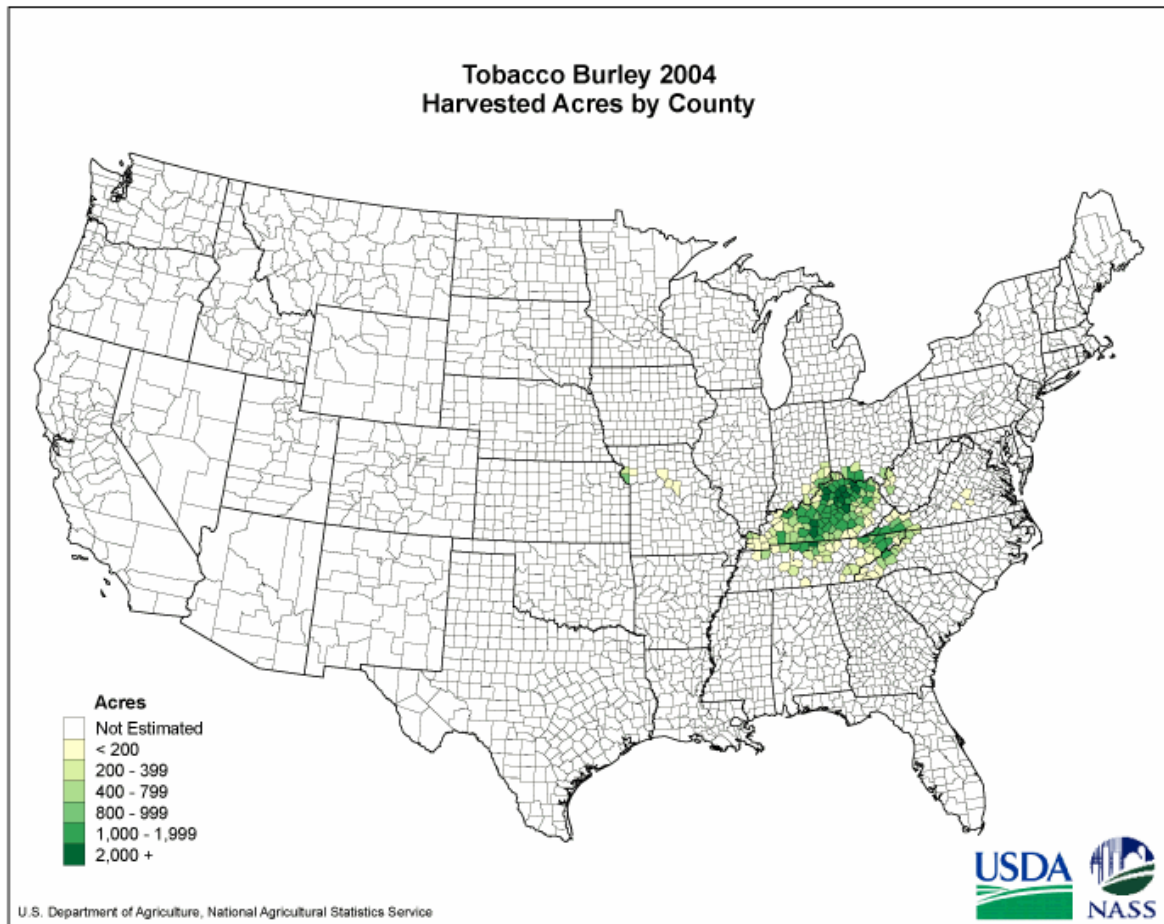 Tobacco Burley 2004
Harvested Acres by County
Acres
Not Estimated
< 200
200 - 399
400 - 799
800 - 999
1,000 - 1,999
2,000 +
U.S. Department of Agriculture, National Agricultural Statistics Service
USDA
NASS